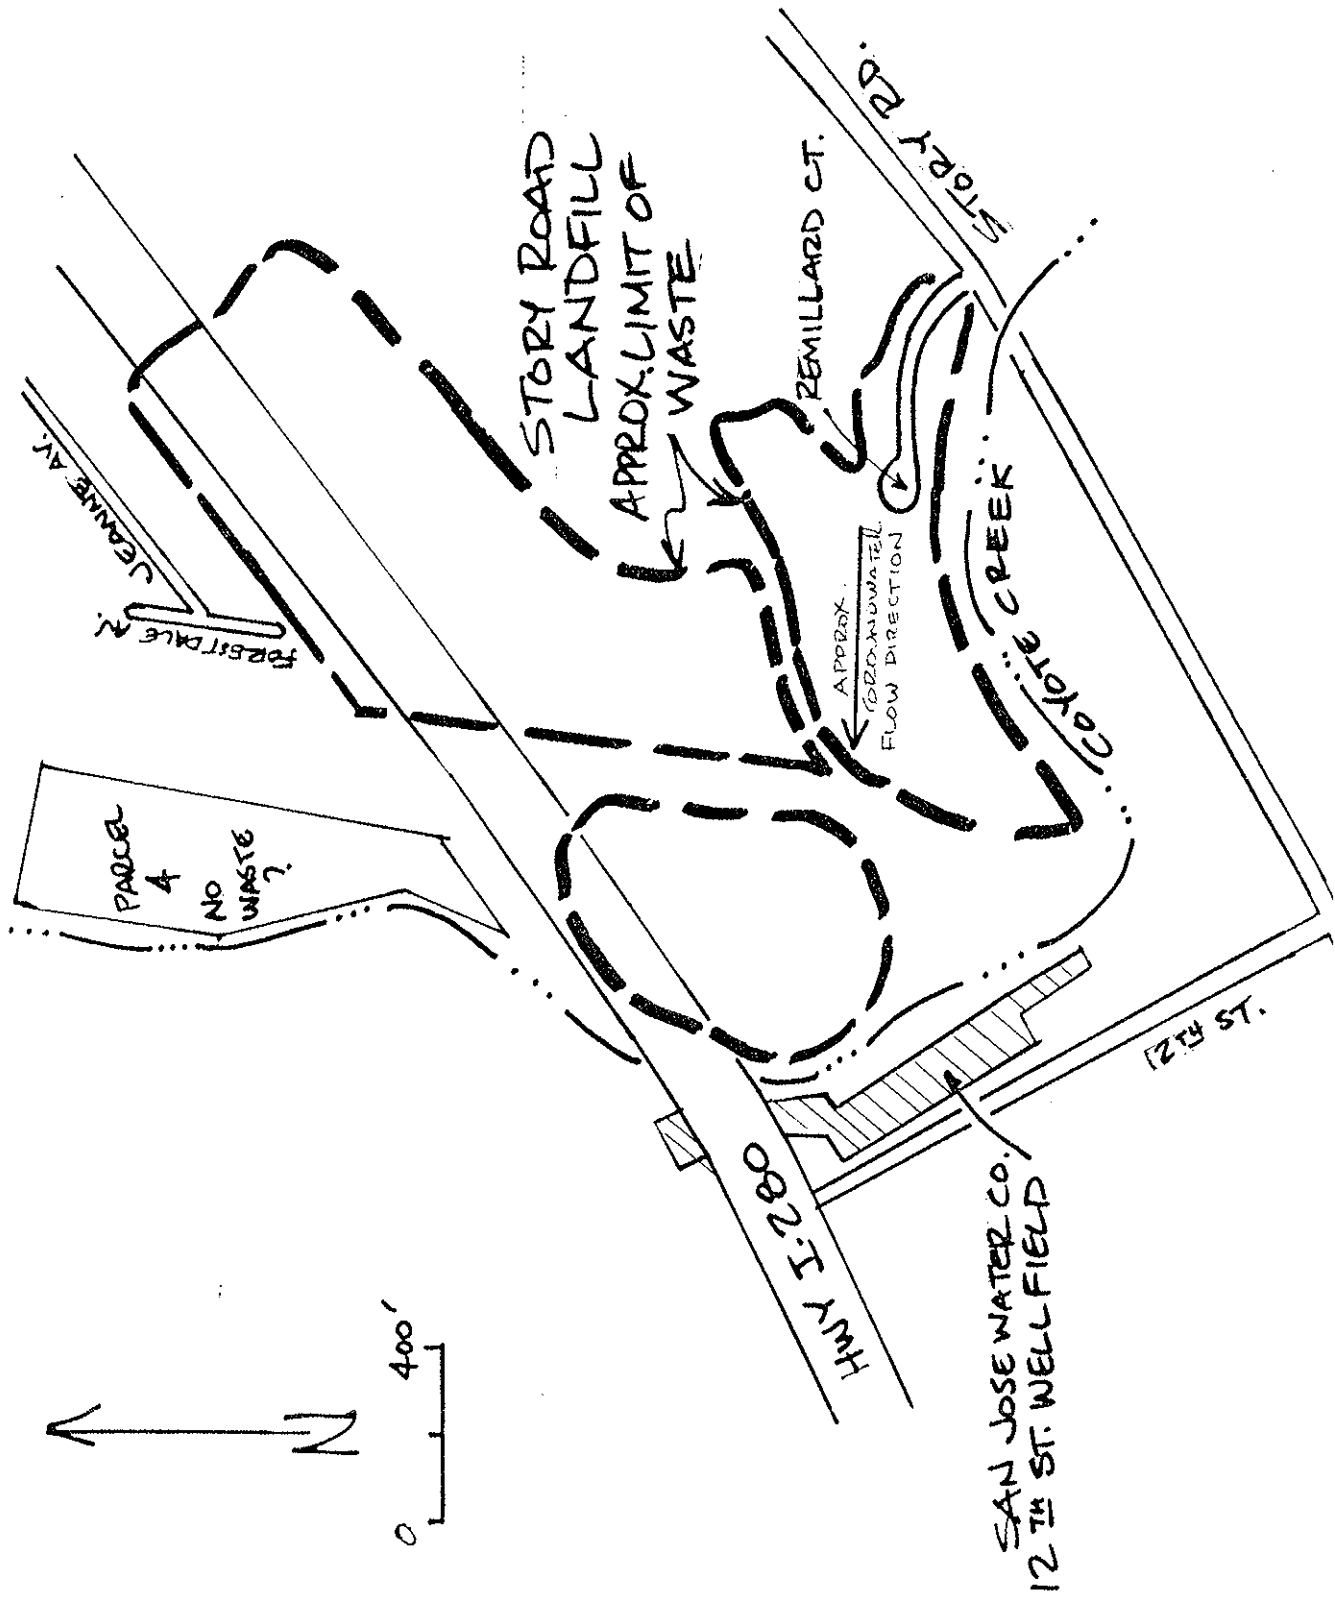 JEANNE AV.
FORESTDALE AV.
PARCEL
4
NO
WASTE
?
STORY ROAD
LANDFILL
APPROX. LIMIT OF
WASTE
REMILLARD CT.
STORY RD.
APPROX
GROUNDWATER
FLOW DIRECTION
COYOTE CREEK
12TH ST.
HWY I-280
SAN JOSE WATER CO.
12TH ST. WELLFIELD
N
0 400'